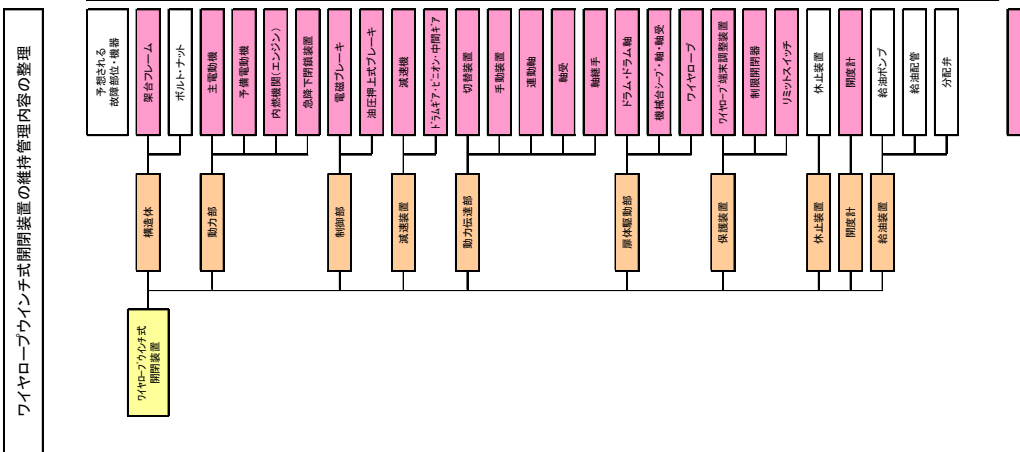 ワイヤロープウインチ式開閉装置の維持管理内容の整理
予想される
故障部位・機器
架台フレーム
ボルト・ナット
主電動機
予備電動機
内燃機関(エンジン)
急降下閉鎖装置
電磁ブレーキ
油圧押上式ブレーキ
減速機
ドラムギア・ピニオン・中間ギア
切替装置
手動装置
連動軸
軸受
軸継手
ドラム・ドラム軸
機械台シーブ・軸・軸受
ワイヤロープ
ワイヤロープ端末調整装置
制限開閉器
リミットスイッチ
休止装置
開度計
給油ポンプ
給油配管
分配弁
構造体
動力部
制御部
減速装置
動力伝達部
扉体駆動部
保護装置
休止装置
開度計
給油装置
ワイヤロープウインチ式
開閉装置